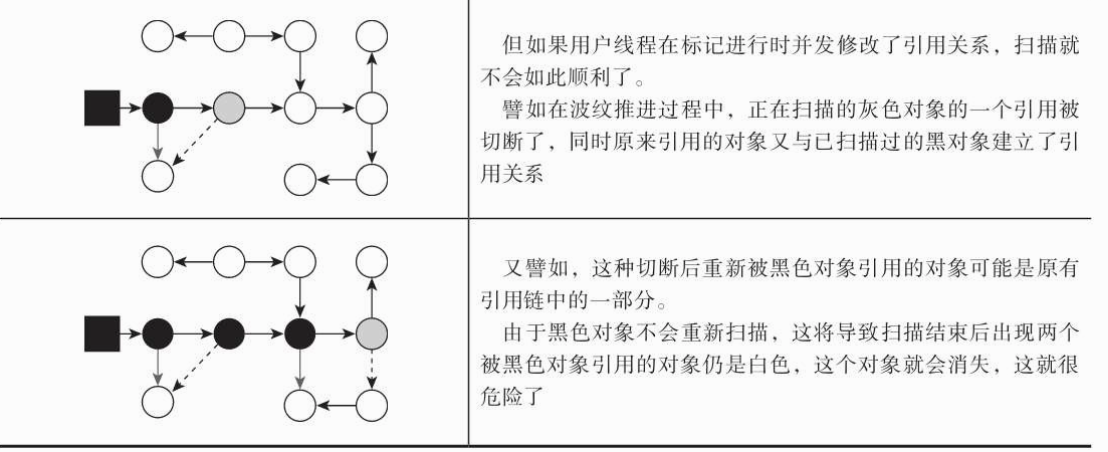 但如果用户线程在标记进行时并发修改了引用关系，扫描就
不会如此顺利了。
譬如在波纹推进过程中，正在扫描的灰色对象的一个引用被
切断了，同时原来引用的对象又与已扫描过的黑对象建立了引
用关系
又譬如，这种切断后重新被黑色对象引用的对象可能是原有
引用链中的一部分。
由于黑色对象不会重新扫描，这将导致扫描结束后出现两个
被黑色对象引用的对象仍是白色，这个对象就会消失，这就很
危险了